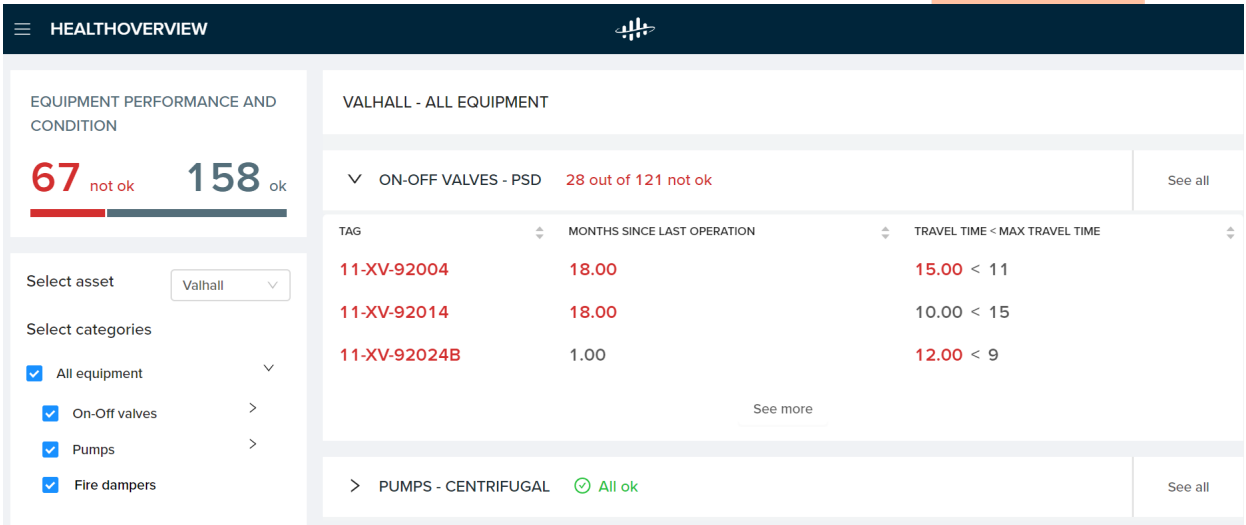 HEALTHOVERVIEW
EQUIPMENT PERFORMANCE AND
CONDITION
67 not ok 158 ok
Select asset Valhall
Select categories
All equipment
On-Off valves
Pumps
Fire dampers
VALHALL - ALL EQUIPMENT
ON-OFF VALVES - PSD 28 out of 121 not ok See all
TAG MONTHS SINCE LAST OPERATION TRAVEL TIME < MAX TRAVEL TIME
11-XV-92004 18.00 15.00 < 11
11-XV-92014 18.00 10.00 < 15
11-XV-92024B 1.00 12.00 < 9
See more
PUMPS - CENTRIFUGAL All ok See all